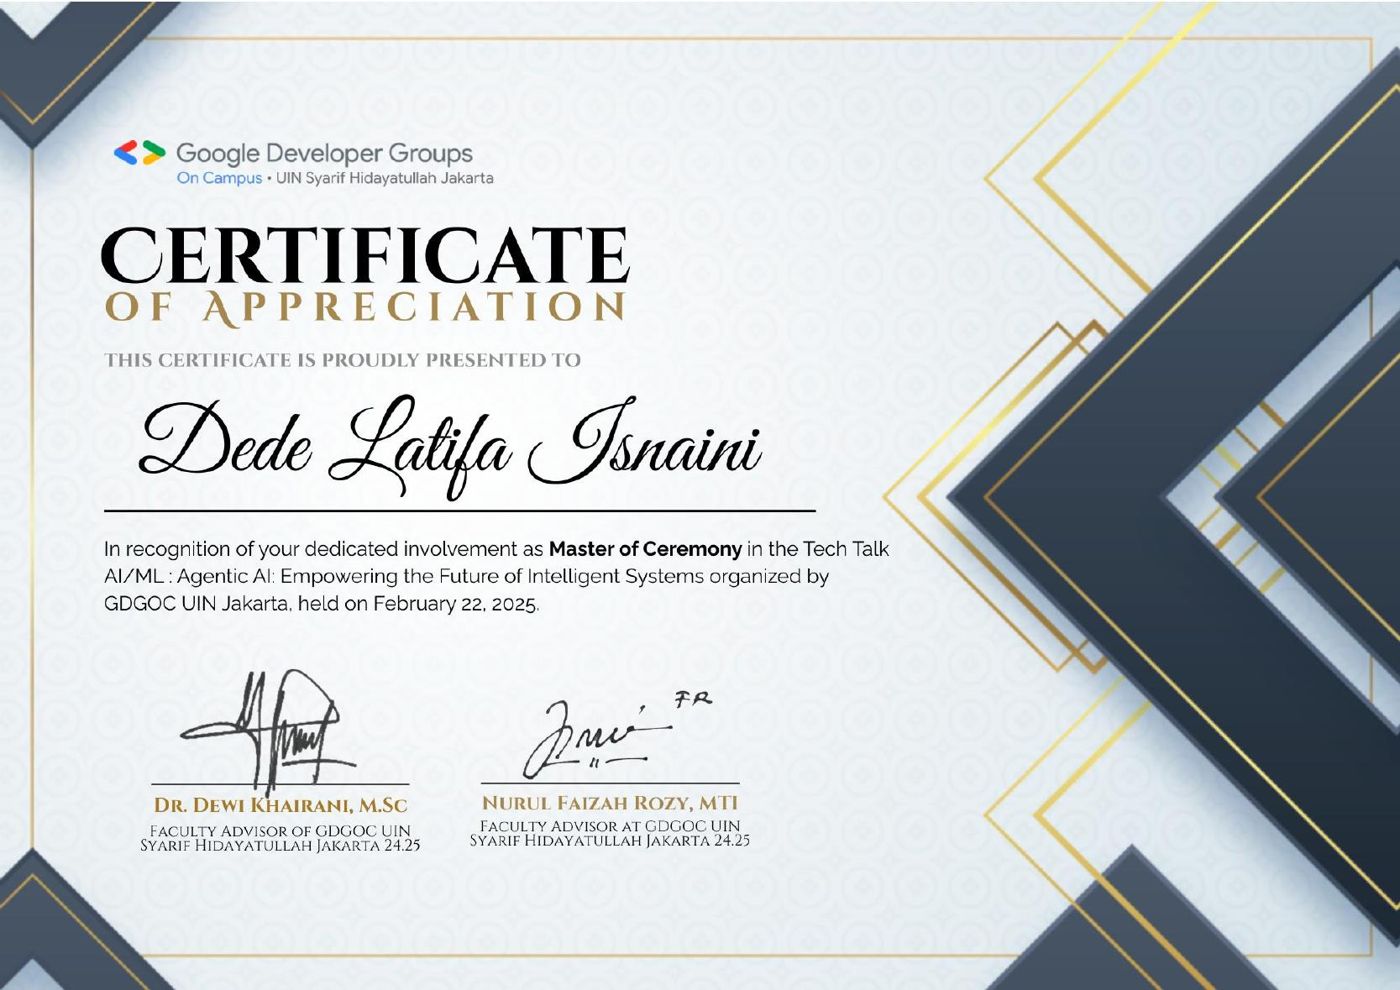 Google Developer Groups
On Campus • UIN Syarif Hidayatullah Jakarta
CERTIFICATE
OF APPRECIATION
THIS CERTIFICATE IS PROUDLY PRESENTED TO
Dede Latifa Isnaini
In recognition of your dedicated involvement as Master of Ceremony in the Tech Talk
AI/ML : Agentic AI: Empowering the Future of Intelligent Systems organized by
GDGOC UIN Jakarta, held on February 22, 2025.
FR
DR. DEWI KHAIRANI, M.SC
FACULTY ADVISOR OF GDGOC UIN
SYARIF HIDAYATULLAH JAKARTA 24.25
NURUL FAIZAH ROZY, MTI
FACULTY ADVISOR AT GDGOC UIN
SYARIF HIDAYATULLAH JAKARTA 24.25